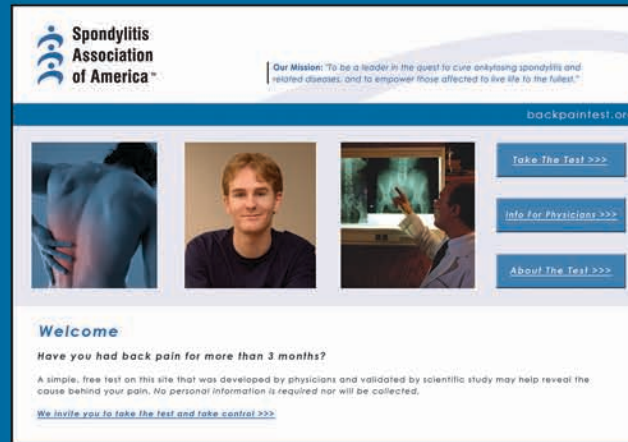 Spondylitis
Association
of America™
Our Mission: "To be a leader in the quest to cure ankylosing spondylitis and
related diseases, and to empower those affected to live life to the fullest."
backpaintest.or
Take The Test >>>
Info For Physicians >>>
About The Test >>>
Welcome
Have you had back pain for more than 3 months?
A simple, free test on this site that was developed by physicians and validated by scientific study may help reveal the
cause behind your pain. No personal information is required nor will be collected.
We invite you to take the test and take control >>>